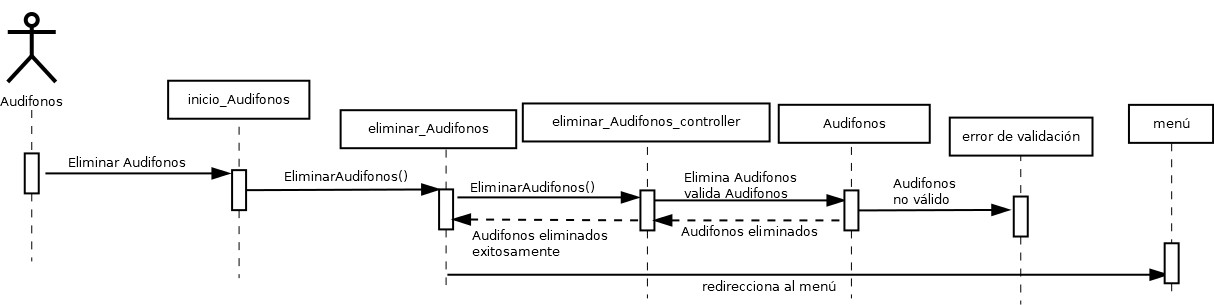 Audifonos
inicio_Audifonos
eliminar_Audifonos
eliminar_Audifonos_controller
Audifonos
error de validación
menú
Eliminar Audifonos
EliminarAudifonos()
EliminarAudifonos()
Elimina Audifonos
valida Audifonos
Audifonos
no válido
Audifonos eliminados
exitosamente
Audifonos eliminados
redirecciona al menú